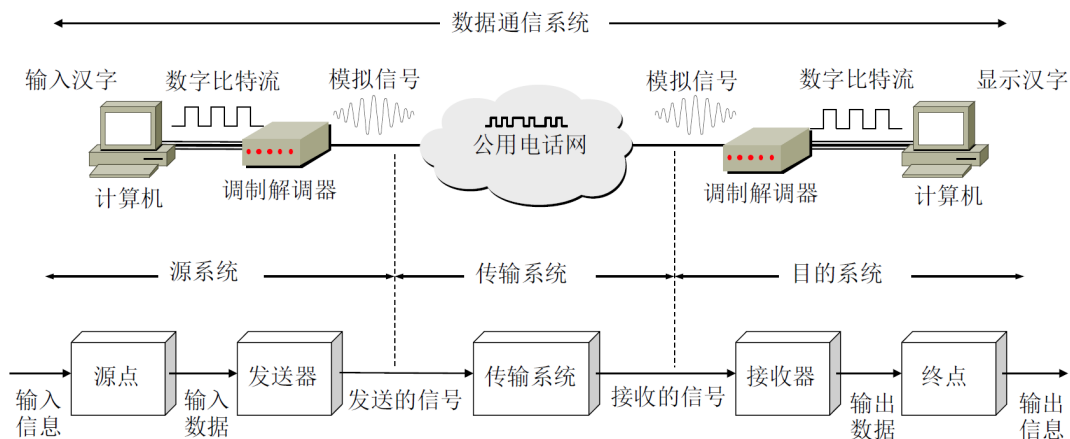 数据通信系统
输入汉字
数字比特流
模拟信号
模拟信号
数字比特流
显示汉字
公用电话网
计算机
调制解调器
调制解调器
计算机
源系统
传输系统
目的系统
源点
发送器
传输系统
接收器
终点
输入
信息
输入
数据
发送的信号
接收的信号
输出
数据
输出
信息